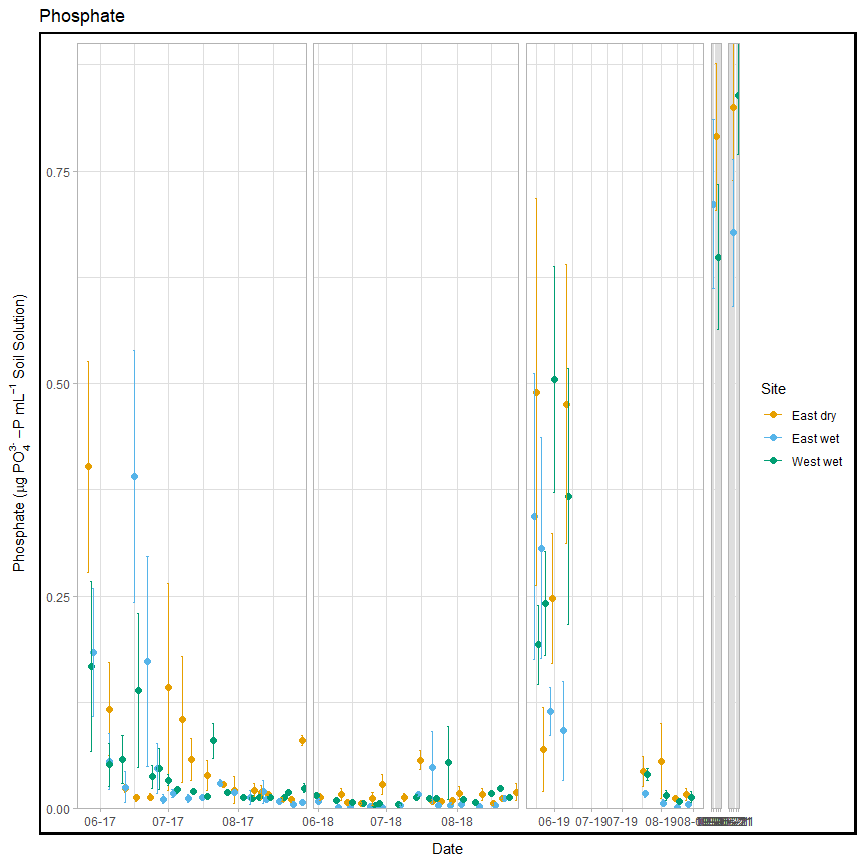 Phosphate
0.75
0.50
0.25
0.00
Phosphate (μg PO₄³⁻ −P mL⁻¹ Soil Solution)
06-17
07-17
08-17
06-18
07-18
08-18
06-19
07-19
07-19
08-19
Date
Site
East dry
East wet
West wet